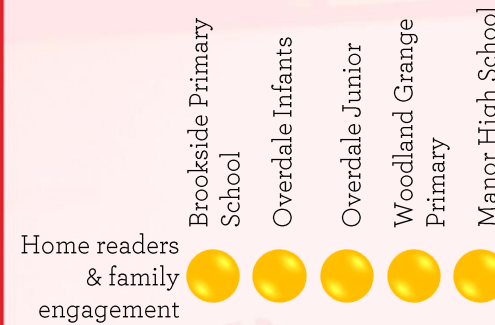 Brookside Primary
School
Overdale Infants
Overdale Junior
Woodland Grange
Primary
Manor High School
Home readers
& family
engagement